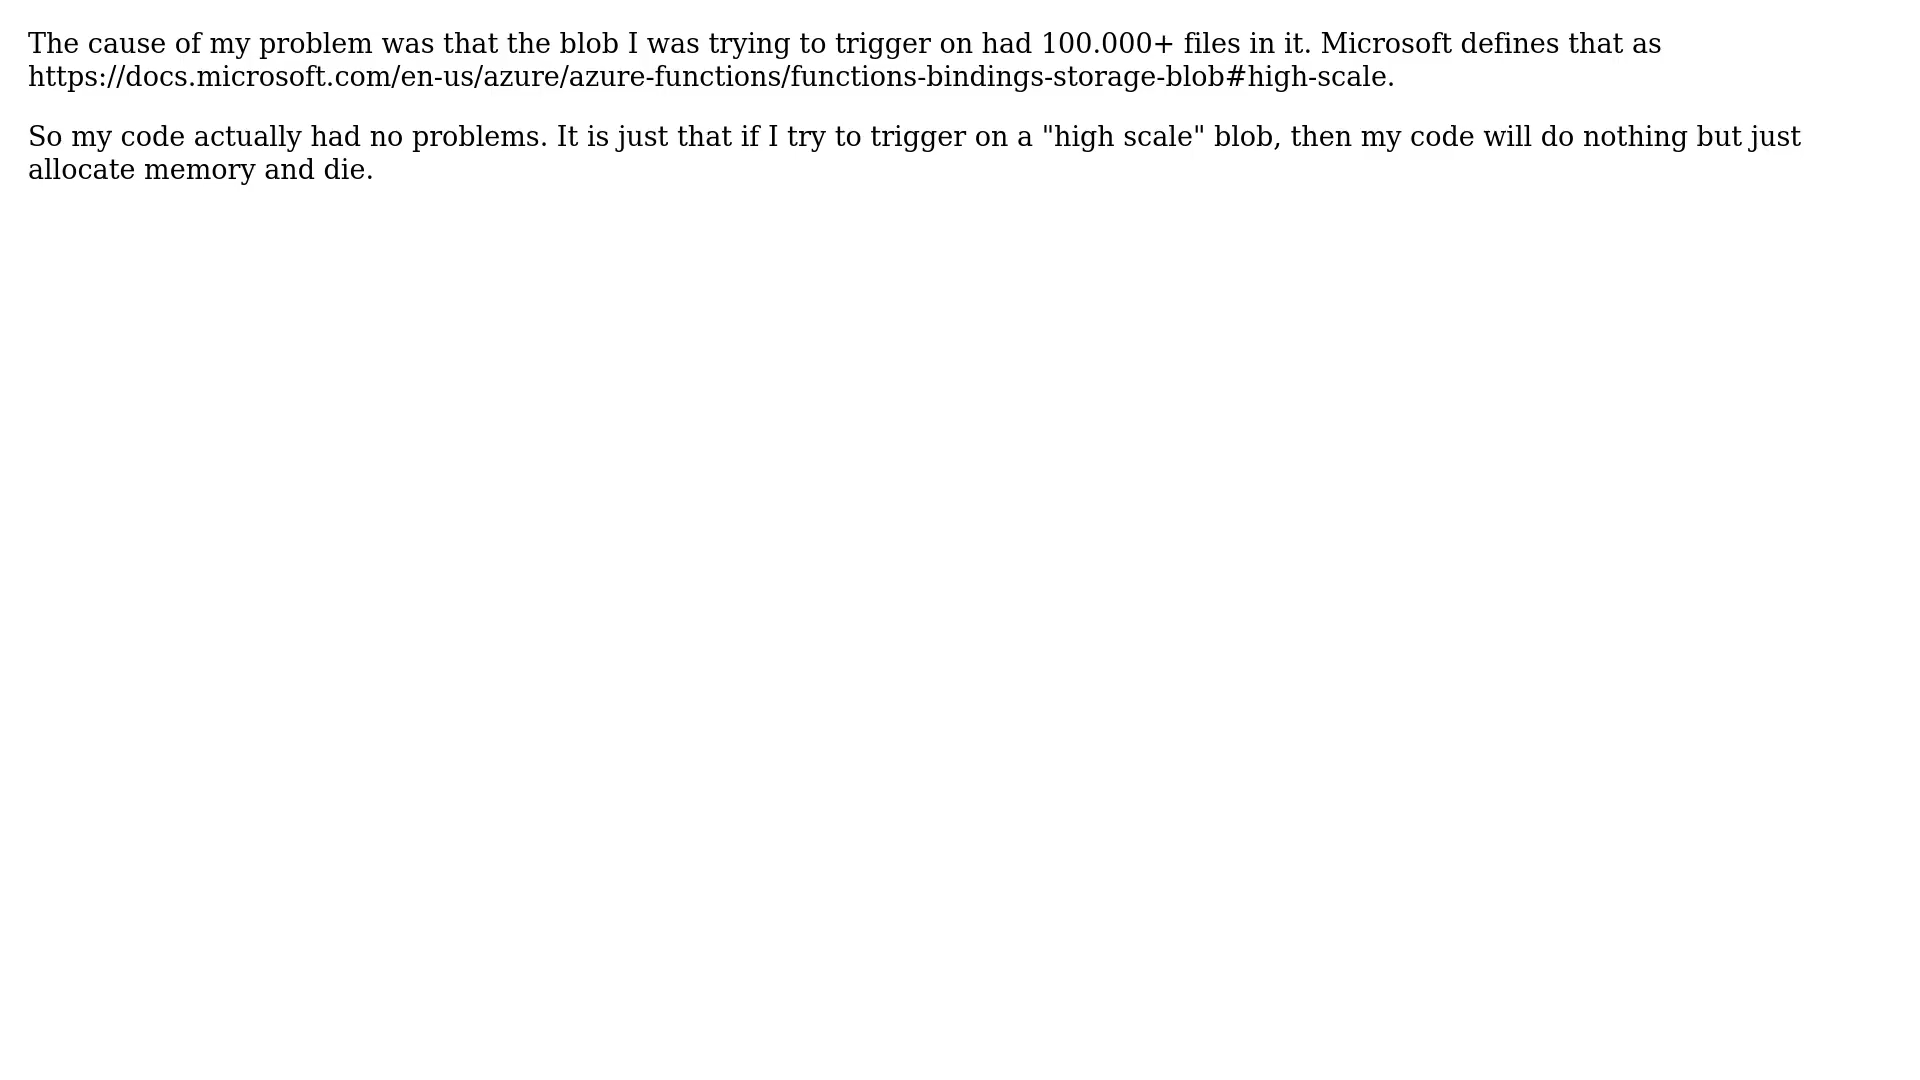 The cause of my problem was that the blob I was trying to trigger on had 100.000+ files in it. Microsoft defines that as
https://docs.microsoft.com/en-us/azure/azure-functions/functions-bindings-storage-blob#high-scale.
So my code actually had no problems. It is just that if I try to trigger on a "high scale" blob, then my code will do nothing but just
allocate memory and die.